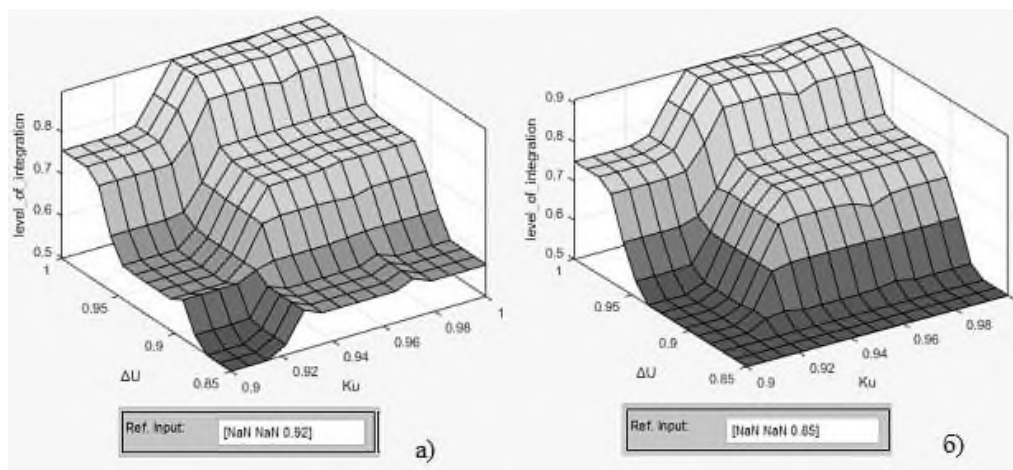 0.8
0.7
0.6
0.5
level_of_integration
1
0.95
0.9
0.85
ΔU
0.9
0.92
0.94
0.96
0.98
1
Ku
Ref. Input:
[NaN NaN 0.92]
а)
0.9
0.8
0.7
0.6
0.5
level_of_integration
1
0.95
0.9
0.85
ΔU
0.9
0.92
0.94
0.96
0.98
Ku
Ref. Input:
[NaN NaN 0.85]
б)